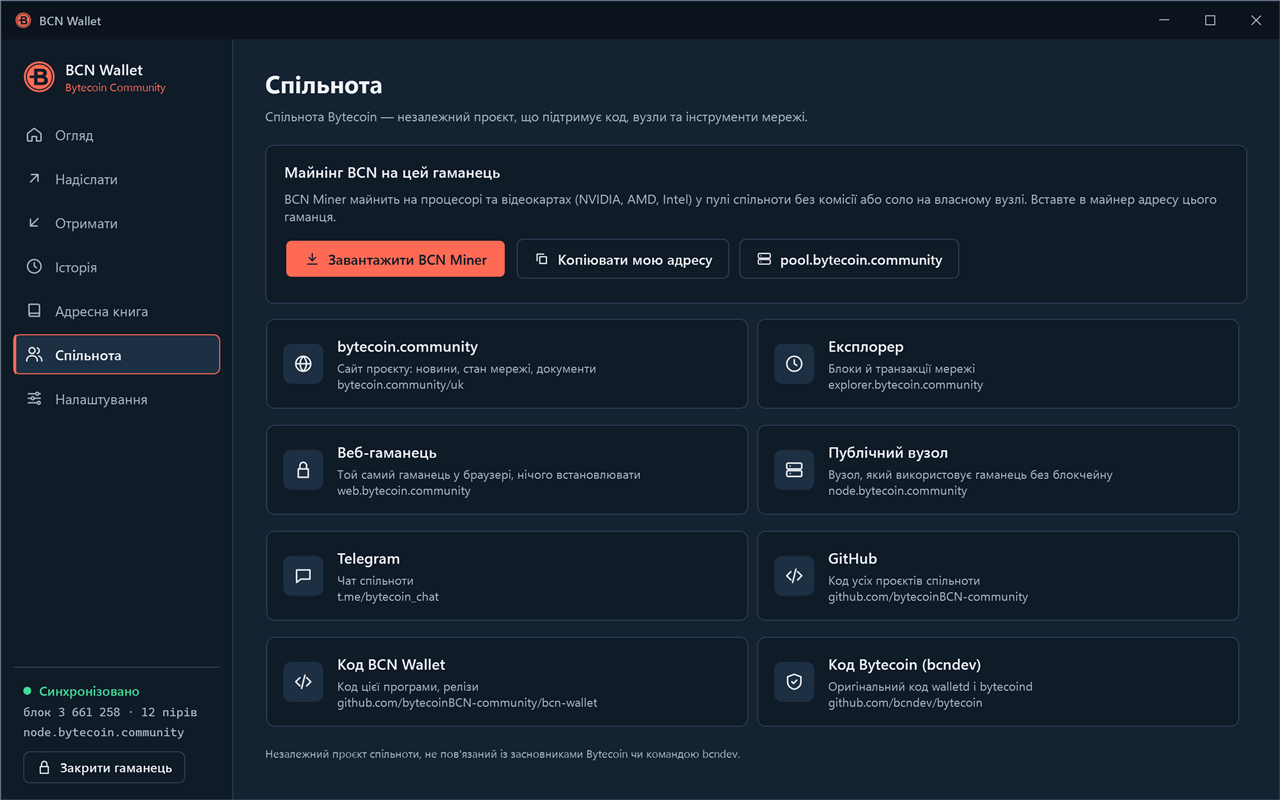 BCN Wallet
BCN Wallet
Bytecoin Community
Огляд
Надіслати
Отримати
Історія
Адресна книга
Спільнота
Налаштування
Синхронізовано
блок 3 661 258 · 12 пірів
node.bytecoin.community
Закрити гаманець
Спільнота
Спільнота Bytecoin — незалежний проєкт, що підтримує код, вузли та інструменти мережі.
Майнінг BCN на цей гаманець
BCN Miner майнить на процесорі та відеокартах (NVIDIA, AMD, Intel) у пулі спільноти без комісії або соло на власному вузлі. Вставте в майнер адресу цього
гаманця.
Завантажити BCN Miner
Копіювати мою адресу
pool.bytecoin.community
bytecoin.community
Сайт проєкту: новини, стан мережі, документи
bytecoin.community/uk
Експлорер
Блоки й транзакції мережі
explorer.bytecoin.community
Веб-гаманець
Той самий гаманець у браузері, нічого встановлювати
web.bytecoin.community
Публічний вузол
Вузол, який використовує гаманець без блокчейну
node.bytecoin.community
Telegram
Чат спільноти
t.me/bytecoin_chat
GitHub
Код усіх проєктів спільноти
github.com/bytecoinBCN-community
Код BCN Wallet
Код цієї програми, релізи
github.com/bytecoinBCN-community/bcn-wallet
Код Bytecoin (bcndev)
Оригінальний код walletd і bytecoind
github.com/bcndev/bytecoin
Незалежний проєкт спільноти, не пов'язаний із засновниками Bytecoin чи командою bcndev.